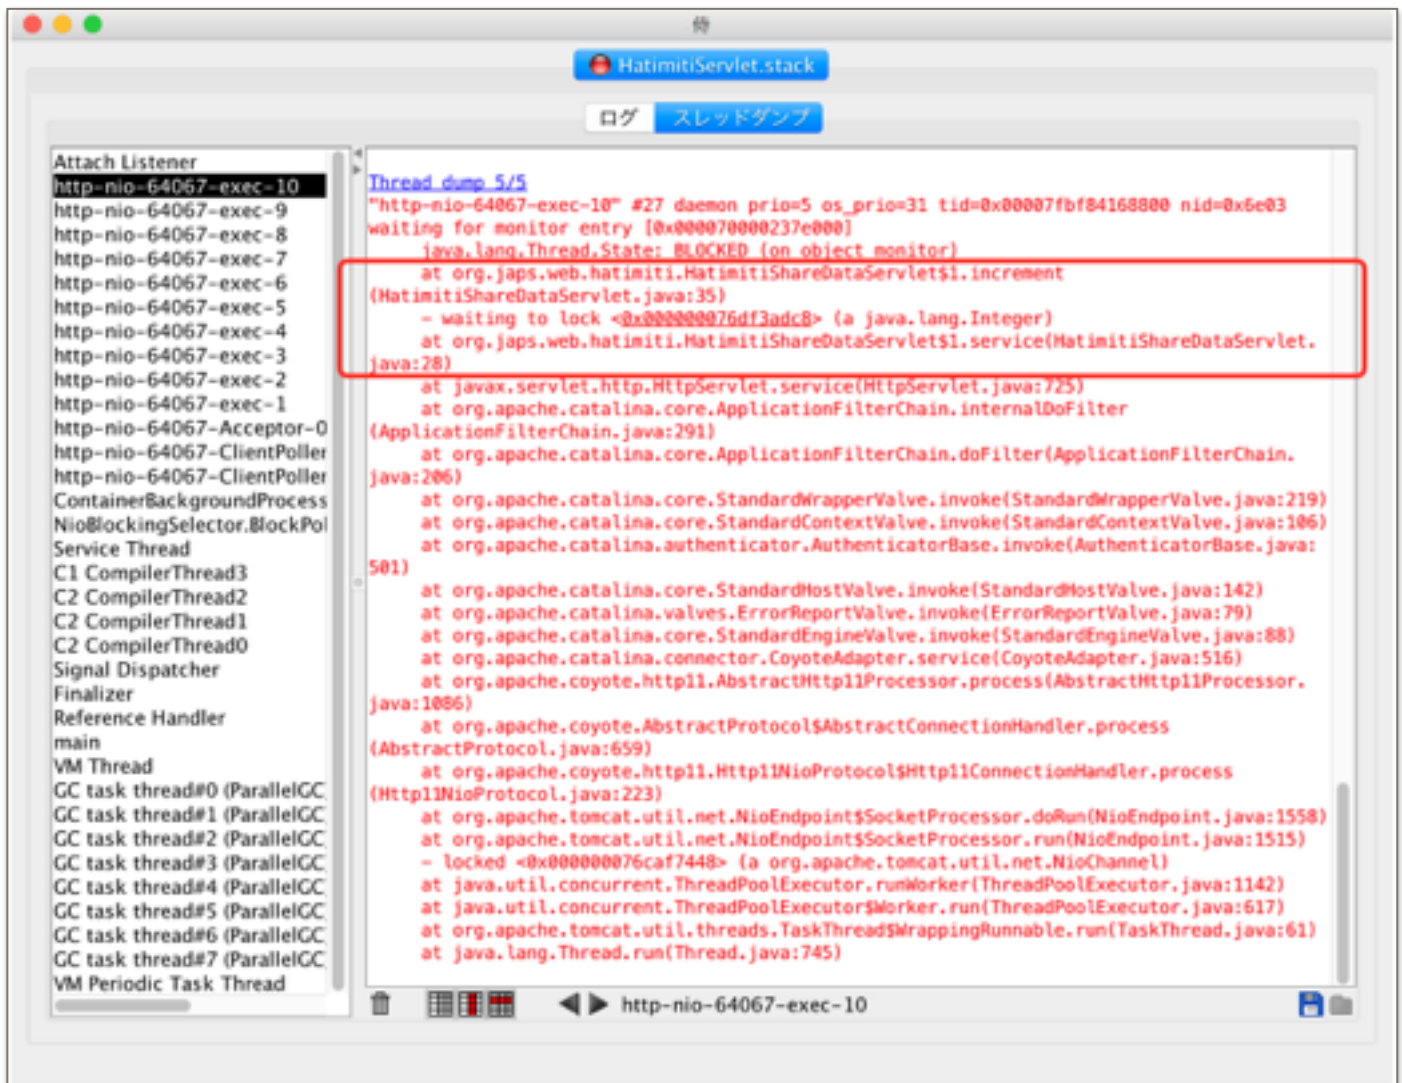 侍
HatimitiServlet.stack
ログ
スレッドダンプ
Attach Listener
http-nio-64067-exec-10
http-nio-64067-exec-9
http-nio-64067-exec-8
http-nio-64067-exec-7
http-nio-64067-exec-6
http-nio-64067-exec-5
http-nio-64067-exec-4
http-nio-64067-exec-3
http-nio-64067-exec-2
http-nio-64067-exec-1
http-nio-64067-Acceptor-0
http-nio-64067-ClientPoller
http-nio-64067-ClientPoller
ContainerBackgroundProcess
NioBlockingSelector.BlockPol
Service Thread
C1 CompilerThread3
C2 CompilerThread2
C2 CompilerThread1
C2 CompilerThread0
Signal Dispatcher
Finalizer
Reference Handler
main
VM Thread
GC task thread#0 (ParallelGC
GC task thread#1 (ParallelGC
GC task thread#2 (ParallelGC
GC task thread#3 (ParallelGC
GC task thread#4 (ParallelGC
GC task thread#5 (ParallelGC
GC task thread#6 (ParallelGC
GC task thread#7 (ParallelGC
VM Periodic Task Thread
Thread dump 5/5
"http-nio-64067-exec-10" #27 daemon prio=5 os_prio=31 tid=0x00007fbf84168800 nid=0x6e03
waiting for monitor entry [0x000070000237e000]
java.lang.Thread.State: BLOCKED (on object monitor)
at org.japs.web.hatimiti.HatimitiShareDataServlet$1.increment
(HatimitiShareDataServlet.java:35)
- waiting to lock <0x000000076df3adc8> (a java.lang.Integer)
at org.japs.web.hatimiti.HatimitiShareDataServlet$1.service(HatimitiShareDataServlet.
java:28)
at javax.servlet.http.HttpServlet.service(HttpServlet.java:725)
at org.apache.catalina.core.ApplicationFilterChain.internalDoFilter
(ApplicationFilterChain.java:291)
at org.apache.catalina.core.ApplicationFilterChain.doFilter(ApplicationFilterChain.
java:206)
at org.apache.catalina.core.StandardWrapperValve.invoke(StandardWrapperValve.java:219)
at org.apache.catalina.core.StandardContextValve.invoke(StandardContextValve.java:106)
at org.apache.catalina.authenticator.AuthenticatorBase.invoke(AuthenticatorBase.java:
501)
at org.apache.catalina.core.StandardHostValve.invoke(StandardHostValve.java:142)
at org.apache.catalina.valves.ErrorReportValve.invoke(ErrorReportValve.java:79)
at org.apache.catalina.core.StandardEngineValve.invoke(StandardEngineValve.java:88)
at org.apache.catalina.connector.CoyoteAdapter.service(CoyoteAdapter.java:516)
at org.apache.coyote.http11.AbstractHttp11Processor.process(AbstractHttp11Processor.
java:1086)
at org.apache.coyote.AbstractProtocol$AbstractConnectionHandler.process
(AbstractProtocol.java:659)
at org.apache.coyote.http11.Http11NioProtocol$Http11ConnectionHandler.process
(Http11NioProtocol.java:223)
at org.apache.tomcat.util.net.NioEndpoint$SocketProcessor.doRun(NioEndpoint.java:1558)
at org.apache.tomcat.util.net.NioEndpoint$SocketProcessor.run(NioEndpoint.java:1515)
- locked <0x000000076caf7448> (a org.apache.tomcat.util.net.NioChannel)
at java.util.concurrent.ThreadPoolExecutor.runWorker(ThreadPoolExecutor.java:1142)
at java.util.concurrent.ThreadPoolExecutor$Worker.run(ThreadPoolExecutor.java:617)
at org.apache.tomcat.util.threads.TaskThread$WrappingRunnable.run(TaskThread.java:61)
at java.lang.Thread.run(Thread.java:745)
http-nio-64067-exec-10